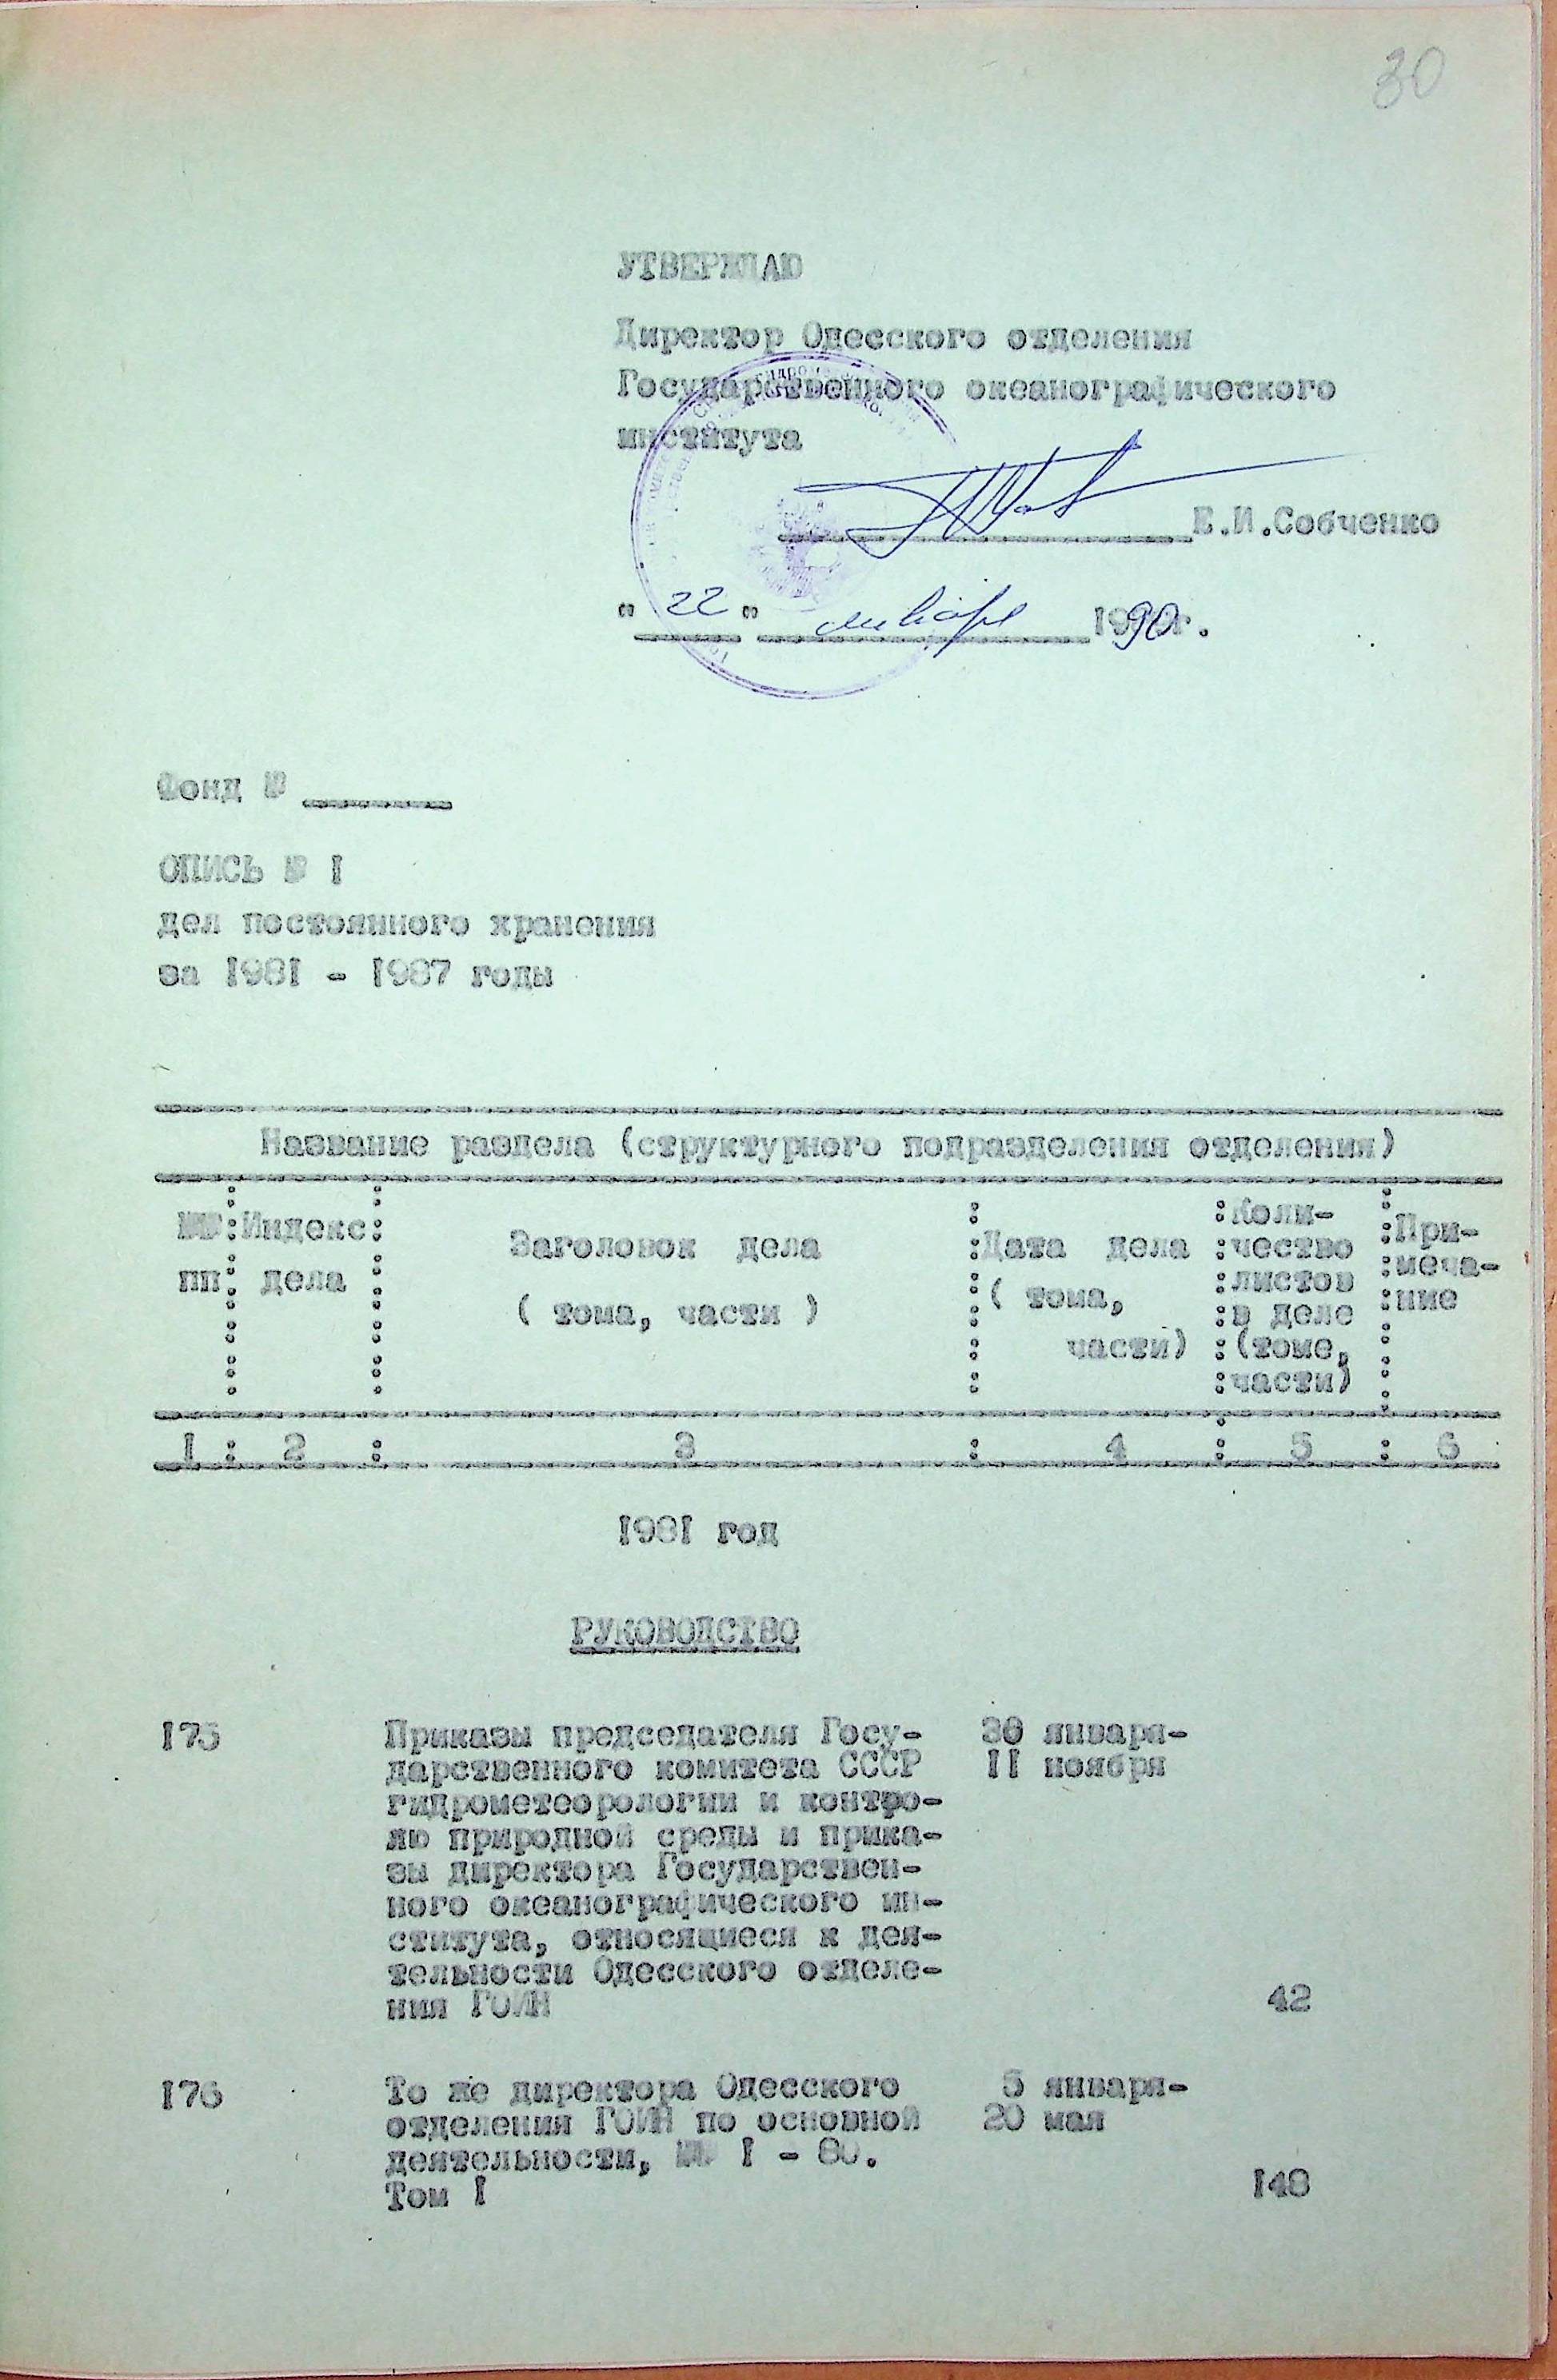 30
УТВЕРЖДАЮ
Директор Одесского отделения
Государственного океанографического
института
Е.И.Собченко
" 22 " января 1990г.
Фонд №
ОПИСЬ № I
дел постоянного хранения
за 1981 - 1987 годы
Название раздела (структурного подразделения отделения)
№№ пп : Индекс дела : Заголовок дела ( тома, части ) : Дата дела ( тома, части) : Коли-чество листов в деле (томе, части) : При-меча-ние
1 : 2 : 3 : 4 : 5 : 6
1981 год
РУКОВОДСТВО
175 Приказы председателя Госу- 30 января-
дарственного комитета СССР 11 ноября
гидрометеорологии и контро-
лю природной среды и прика-
зы директора Государствен-
ного океанографического ин-
ститута, относящиеся к дея-
тельности Одесского отделе-
ния ГОИН 42
176 То же директора Одесского 5 января-
отделения ГОИН по основной 20 мая
деятельности, №№ I - 80.
Том I 148